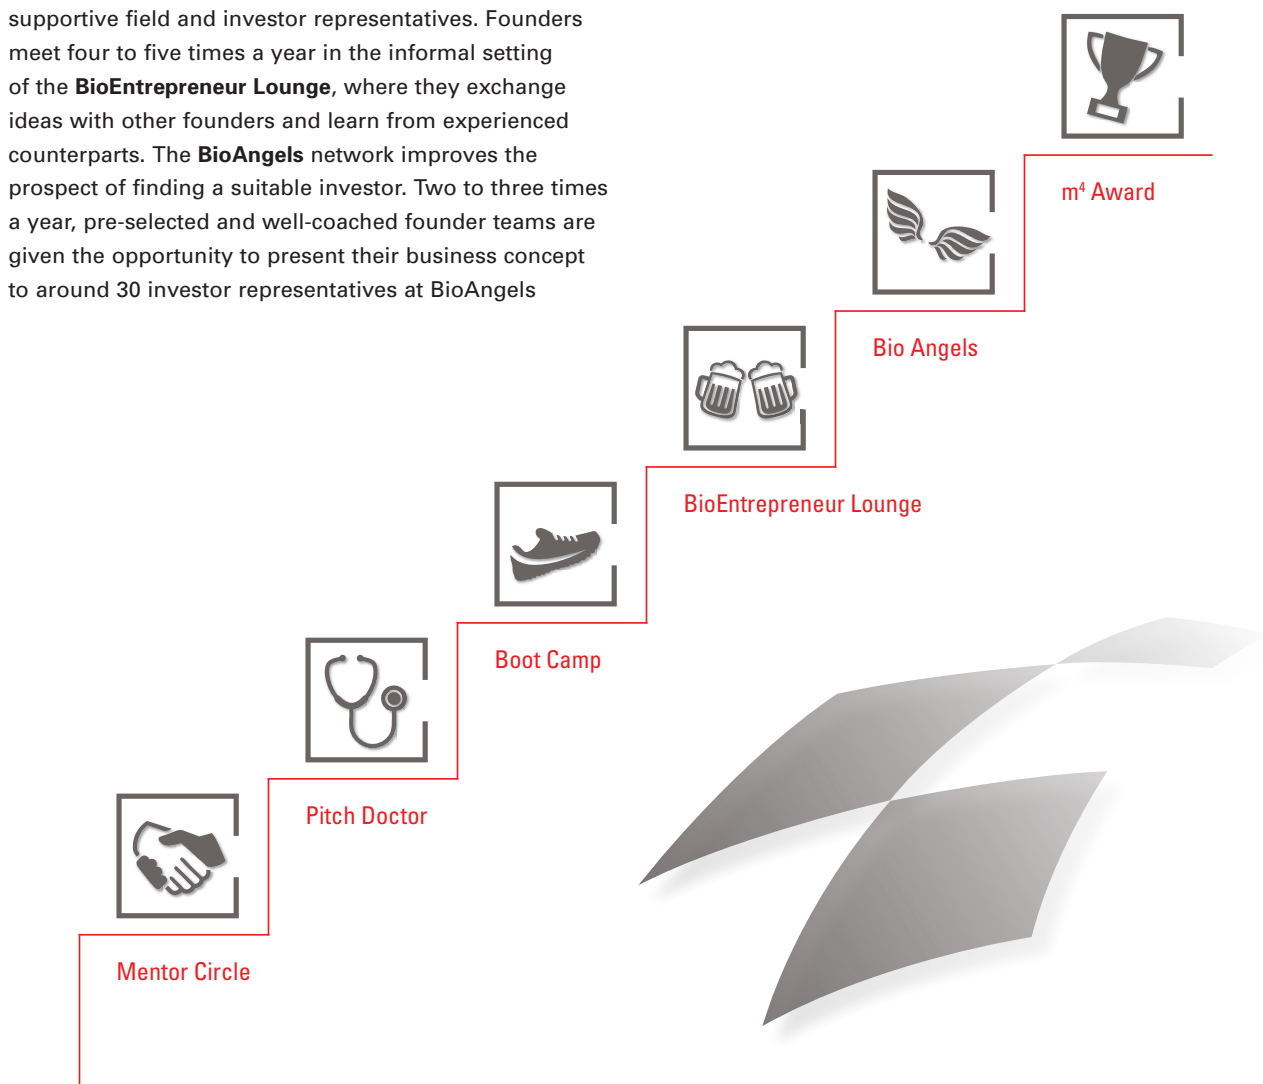 supportive field and investor representatives. Founders
meet four to five times a year in the informal setting
of the BioEntrepreneur Lounge, where they exchange
ideas with other founders and learn from experienced
counterparts. The BioAngels network improves the
prospect of finding a suitable investor. Two to three times
a year, pre-selected and well-coached founder teams are
given the opportunity to present their business concept
to around 30 investor representatives at BioAngels
m⁴ Award
Bio Angels
BioEntrepreneur Lounge
Boot Camp
Pitch Doctor
Mentor Circle